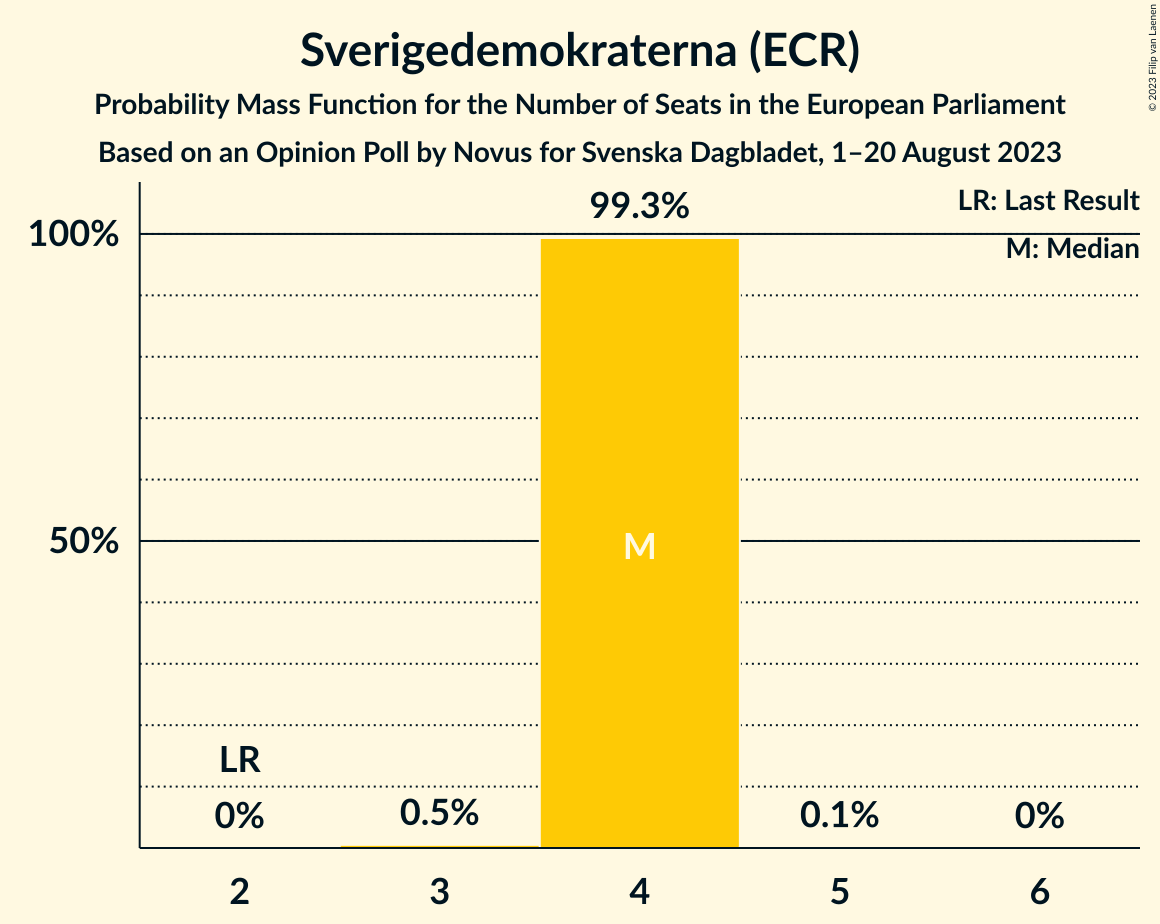 Sverigedemokraterna (ECR)
Probability Mass Function for the Number of Seats in the European Parliament
Based on an Opinion Poll by Novus for Svenska Dagbladet, 1–20 August 2023
© 2023 Filip van Laenen
LR: Last Result
M: Median
99.3%
100%
50%
M
LR
0%
0.5%
0.1%
0%
2
3
4
5
6